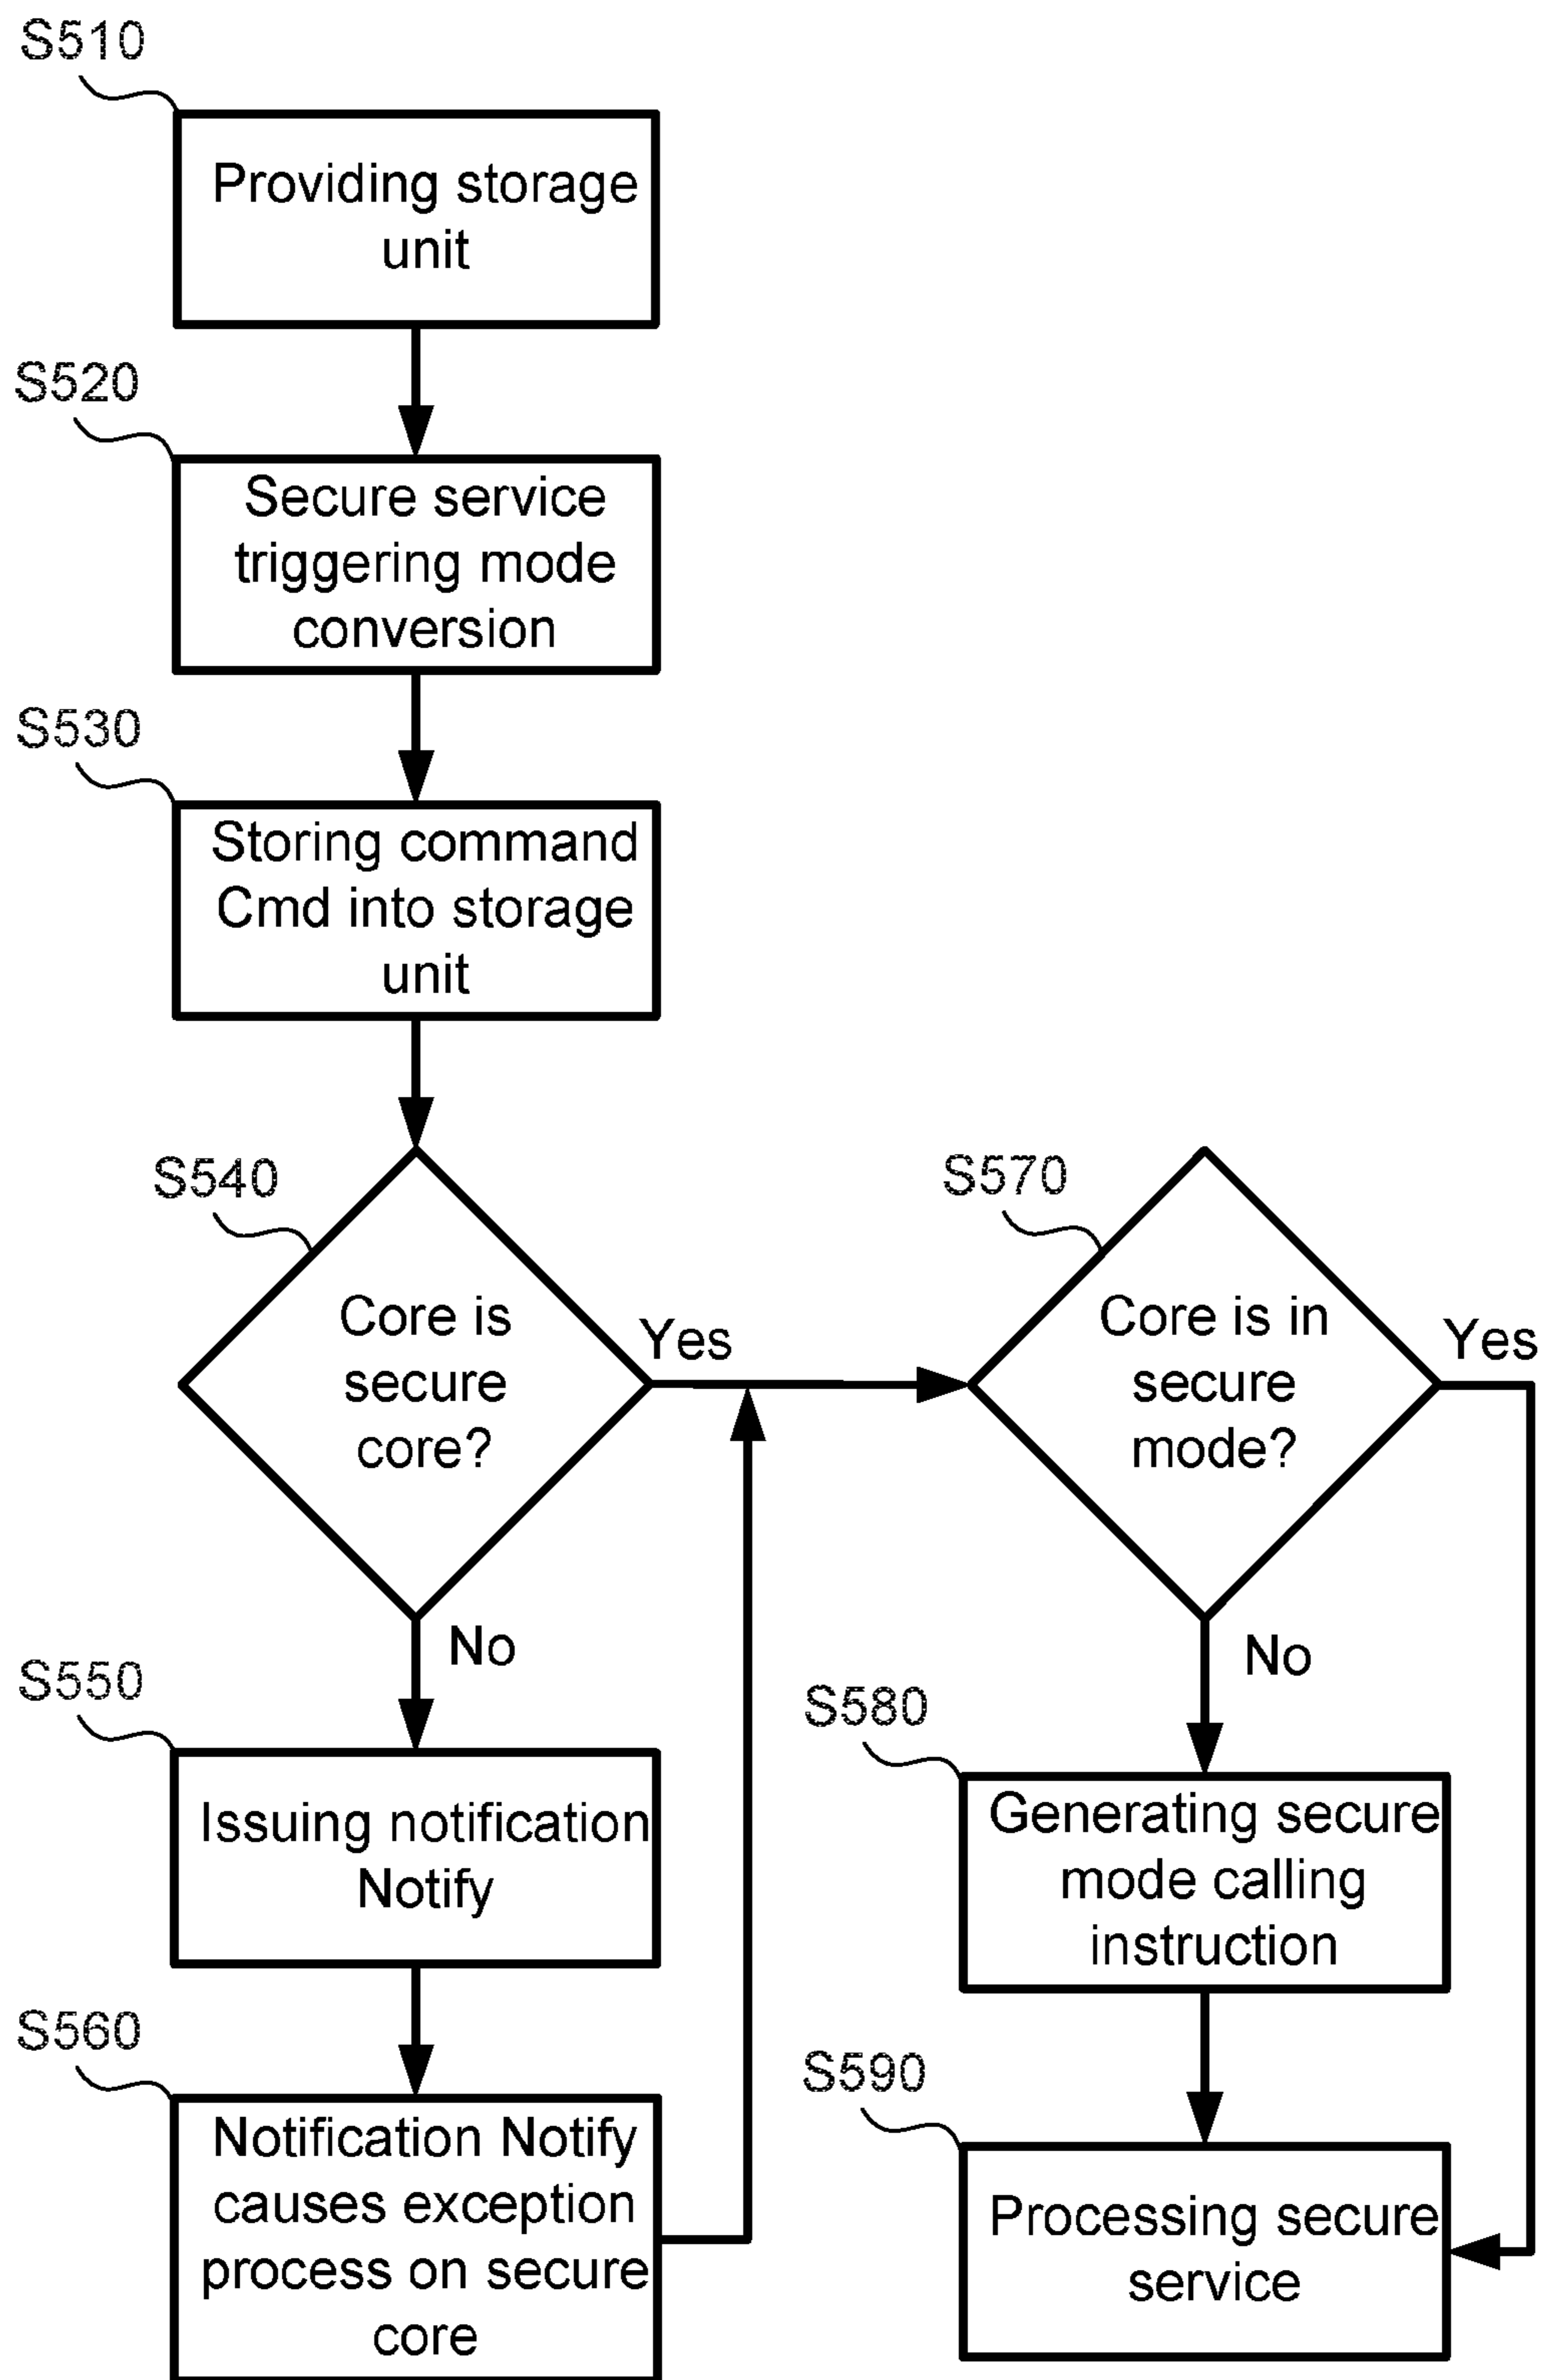 S510
Providing storage
unit
S520
Secure service
triggering mode
conversion
S530
Storing command
Cmd into storage
unit
S540
Core is
secure
core?
Yes
No
S550
Issuing notification
Notify
S560
Notification Notify
causes exception
process on secure
core
S570
Core is in
secure
mode?
Yes
No
S580
Generating secure
mode calling
instruction
S590
Processing secure
service